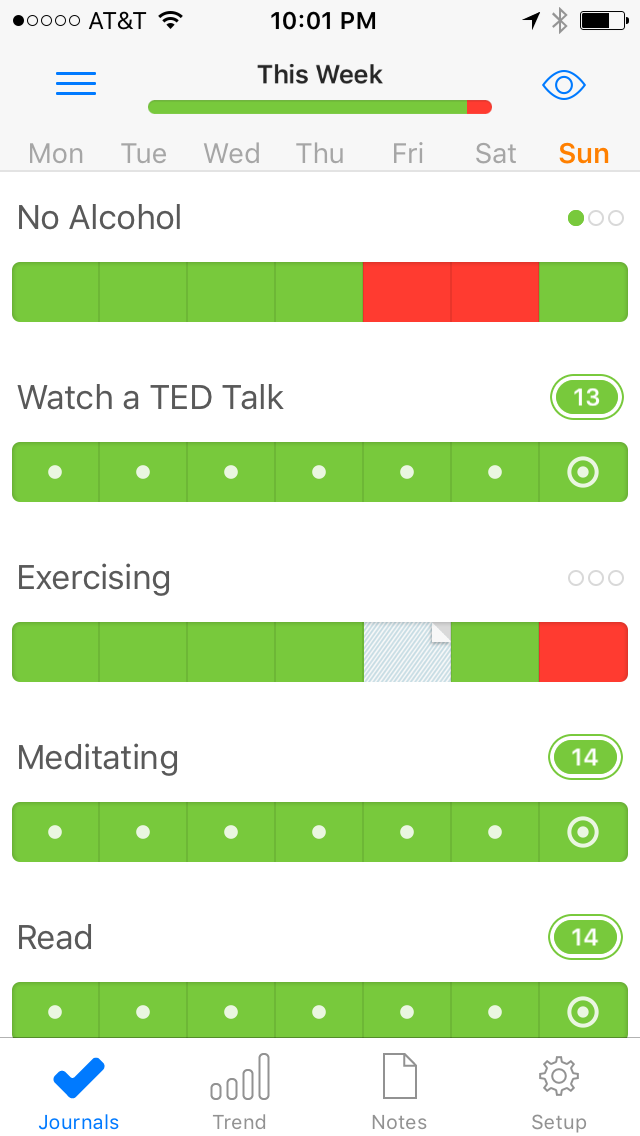 AT&T 10:01 PM
This Week
Mon Tue Wed Thu Fri Sat Sun
No Alcohol
Watch a TED Talk 13
Exercising
Meditating 14
Read 14
Journals Trend Notes Setup